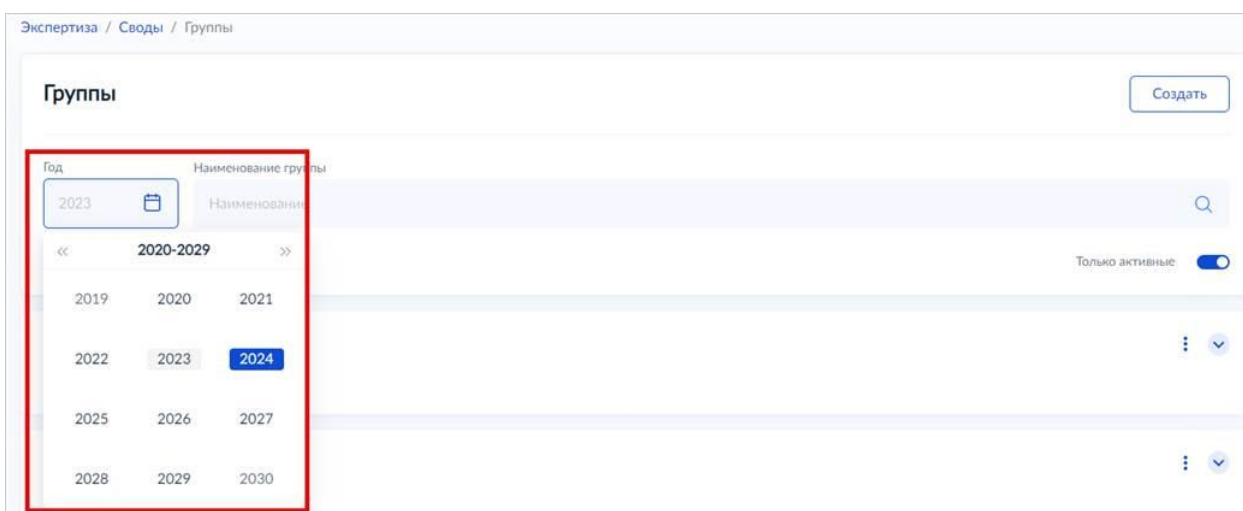 Экспертиза / Своды / Группы
Группы
Создать
Год
Наименование группы
2023
Наименование
2020-2029
Только активные
2019 2020 2021
2022 2023 2024
2025 2026 2027
2028 2029 2030